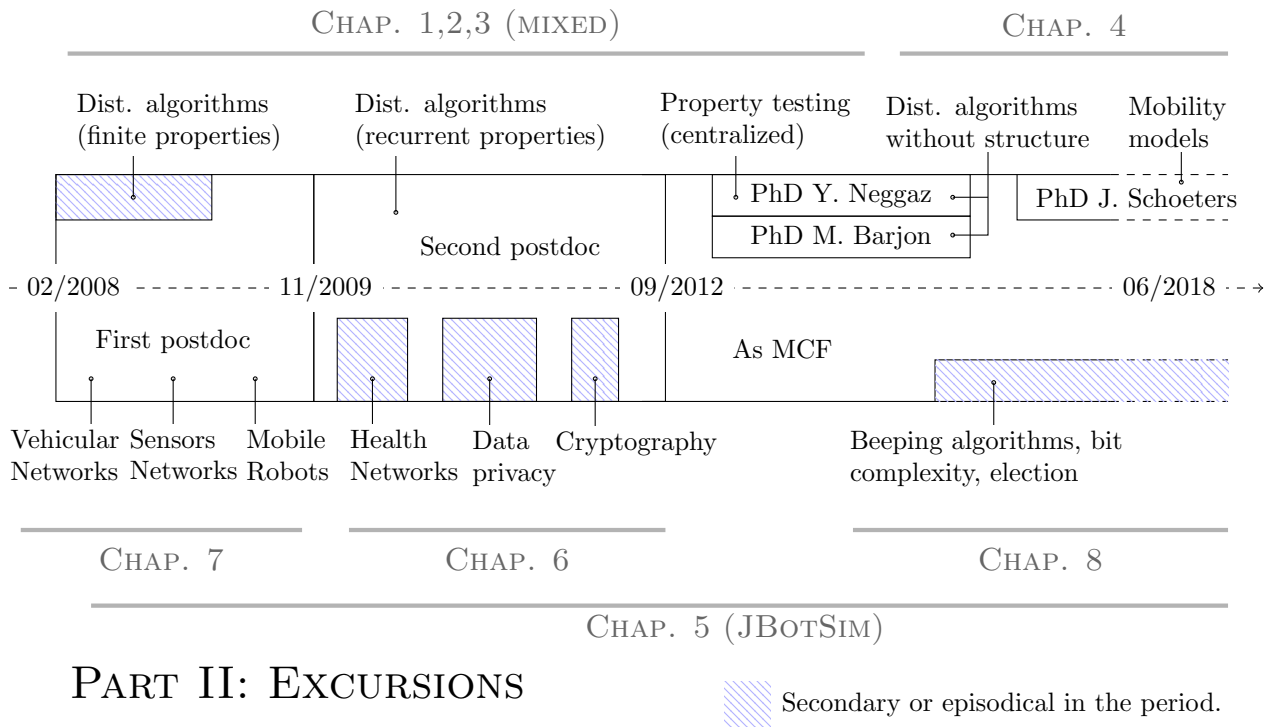 CHAP. 1,2,3 (MIXED)
CHAP. 4
Dist. algorithms
(finite properties)
Dist. algorithms
(recurrent properties)
Property testing
(centralized)
Dist. algorithms
without structure
Mobility
models
PhD Y. Neggaz
PhD J. Schoeters
PhD M. Barjon
Second postdoc
02/2008
11/2009
09/2012
06/2018
First postdoc
As MCF
Vehicular
Networks
Sensors
Networks
Mobile
Robots
Health
Networks
Data
privacy
Cryptography
Beeping algorithms, bit
complexity, election
CHAP. 7
CHAP. 6
CHAP. 8
CHAP. 5 (JBOTSIM)
PART II: EXCURSIONS
Secondary or episodical in the period.